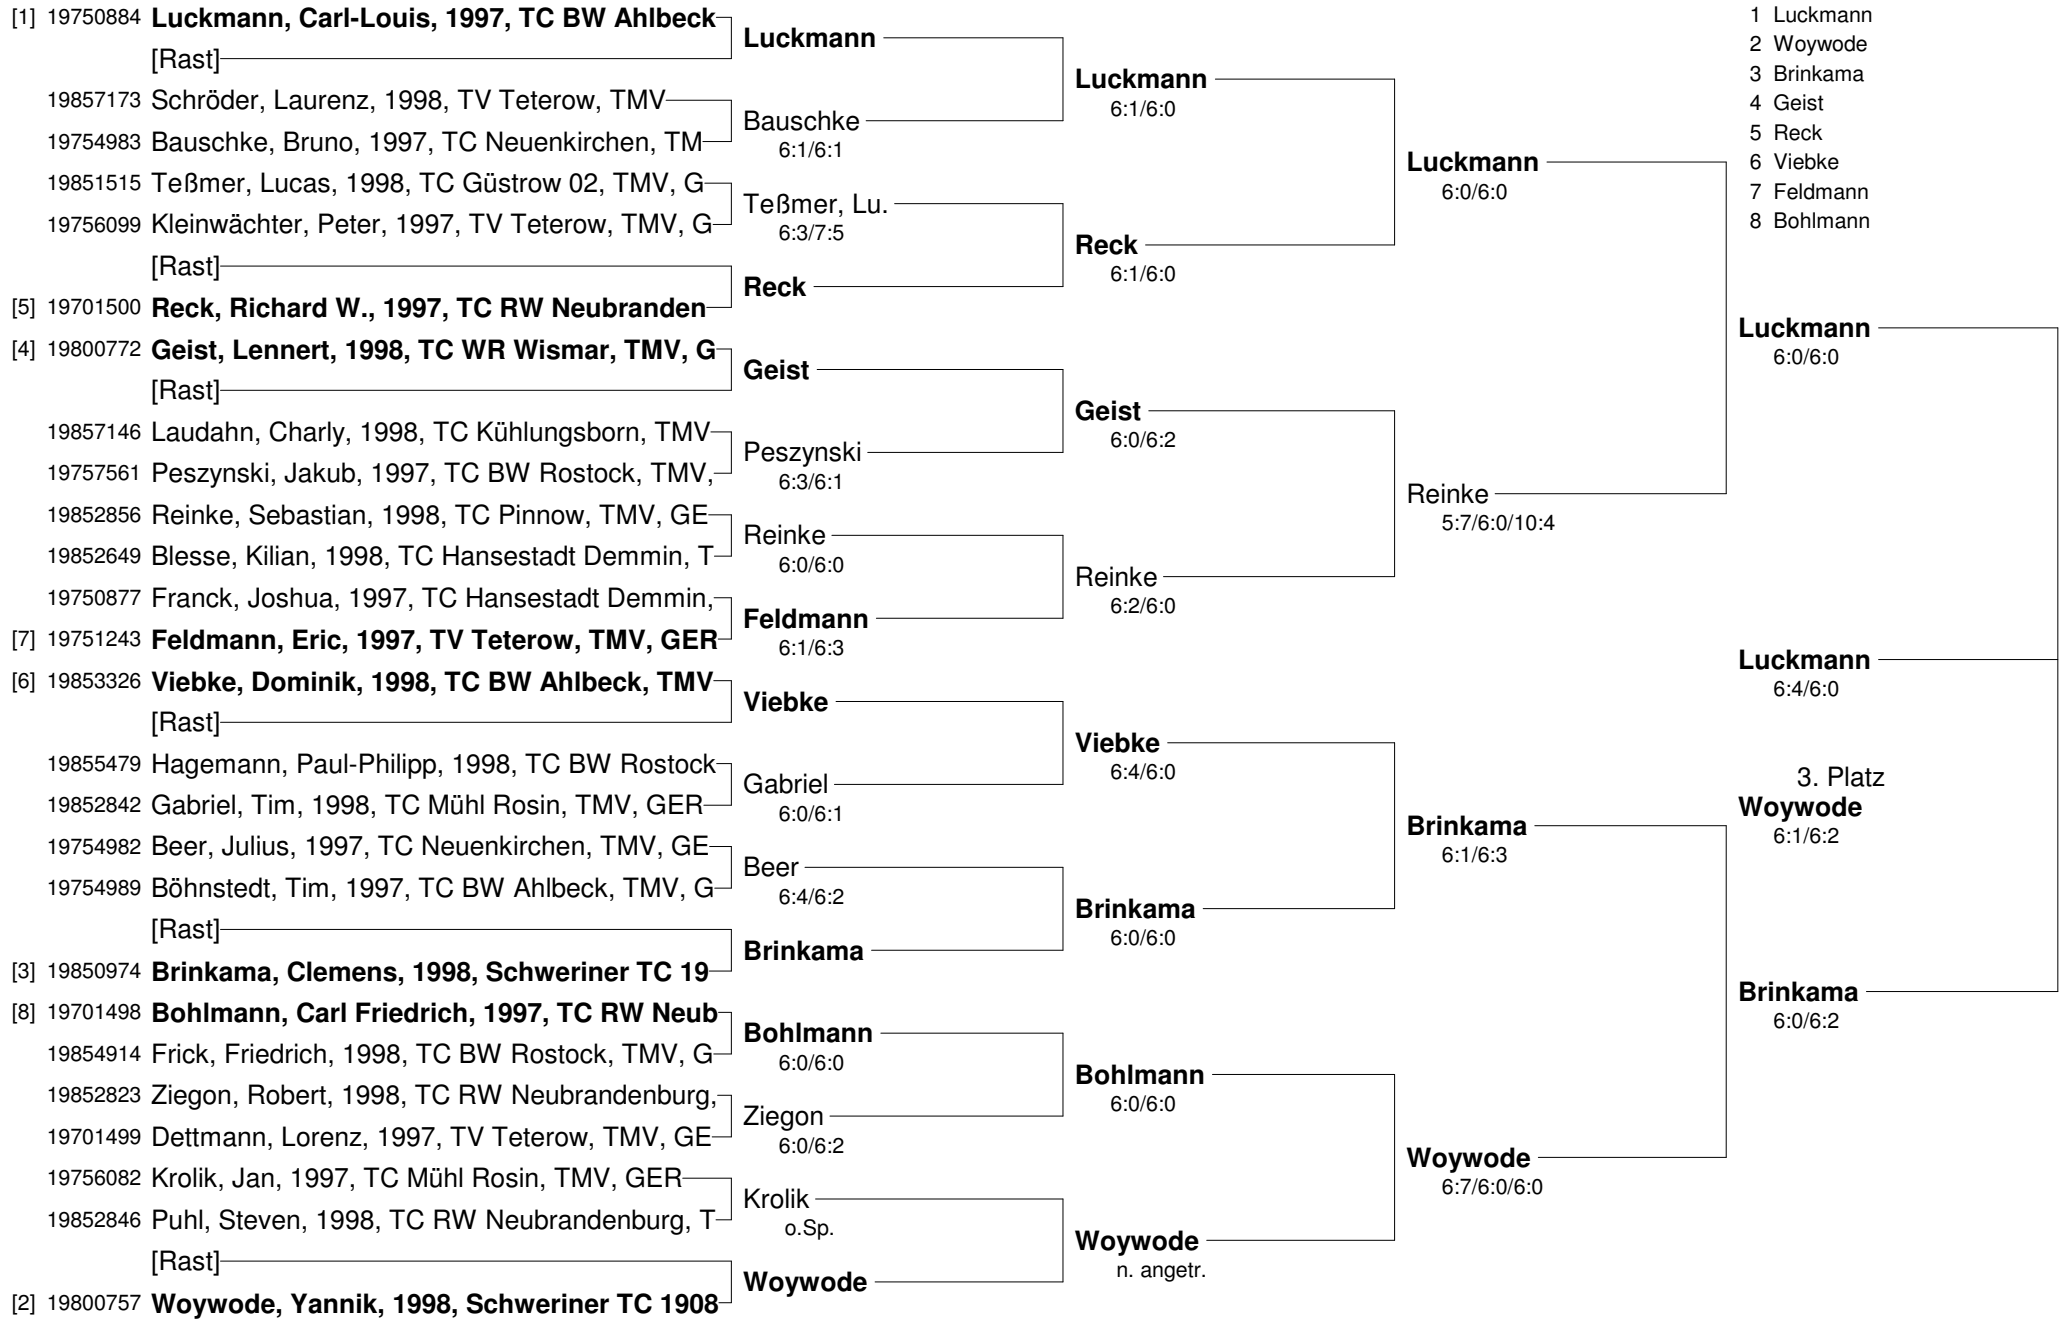 [1] 19750884 Luckmann, Carl-Louis, 1997, TC BW Ahlbeck
[Rast]
19857173 Schröder, Laurenz, 1998, TV Teterow, TMV
19754983 Bauschke, Bruno, 1997, TC Neuenkirchen, TM
19851515 Teßmer, Lucas, 1998, TC Güstrow 02, TMV, G
19756099 Kleinwächter, Peter, 1997, TV Teterow, TMV, G
[Rast]
[5] 19701500 Reck, Richard W., 1997, TC RW Neubranden
[4] 19800772 Geist, Lennert, 1998, TC WR Wismar, TMV, G
[Rast]
19857146 Laudahn, Charly, 1998, TC Kühlungsborn, TMV
19757561 Peszynski, Jakub, 1997, TC BW Rostock, TMV,
19852856 Reinke, Sebastian, 1998, TC Pinnow, TMV, GE
19852649 Blesse, Kilian, 1998, TC Hansestadt Demmin, T
19750877 Franck, Joshua, 1997, TC Hansestadt Demmin,
[7] 19751243 Feldmann, Eric, 1997, TV Teterow, TMV, GER
[6] 19853326 Viebke, Dominik, 1998, TC BW Ahlbeck, TMV
[Rast]
19855479 Hagemann, Paul-Philipp, 1998, TC BW Rostock
19852842 Gabriel, Tim, 1998, TC Mühl Rosin, TMV, GER
19754982 Beer, Julius, 1997, TC Neuenkirchen, TMV, GE
19754989 Böhnstedt, Tim, 1997, TC BW Ahlbeck, TMV, G
[Rast]
[3] 19850974 Brinkama, Clemens, 1998, Schweriner TC 19
[8] 19701498 Bohlmann, Carl Friedrich, 1997, TC RW Neub
19854914 Frick, Friedrich, 1998, TC BW Rostock, TMV, G
19852823 Ziegon, Robert, 1998, TC RW Neubrandenburg,
19701499 Dettmann, Lorenz, 1997, TV Teterow, TMV, GE
19756082 Krolik, Jan, 1997, TC Mühl Rosin, TMV, GER
19852846 Puhl, Steven, 1998, TC RW Neubrandenburg, T
[Rast]
[2] 19800757 Woywode, Yannik, 1998, Schweriner TC 1908
Luckmann
Bauschke
6:1/6:1
Teßmer, Lu.
6:3/7:5
Reck
Geist
Peszynski
6:3/6:1
Reinke
6:0/6:0
Feldmann
6:1/6:3
Viebke
Gabriel
6:0/6:1
Beer
6:4/6:2
Brinkama
Bohlmann
6:0/6:0
Ziegon
6:0/6:2
Krolik
o.Sp.
Woywode
Luckmann
6:1/6:0
Reck
6:1/6:0
Geist
6:0/6:2
Reinke
6:2/6:0
Viebke
6:4/6:0
Brinkama
6:0/6:0
Bohlmann
6:0/6:0
Woywode
n. angetr.
Luckmann
6:0/6:0
Reinke
5:7/6:0/10:4
Brinkama
6:1/6:3
Woywode
6:7/6:0/6:0
1 Luckmann
2 Woywode
3 Brinkama
4 Geist
5 Reck
6 Viebke
7 Feldmann
8 Bohlmann
Luckmann
6:0/6:0
Luckmann
6:4/6:0
3. Platz
Woywode
6:1/6:2
Brinkama
6:0/6:2